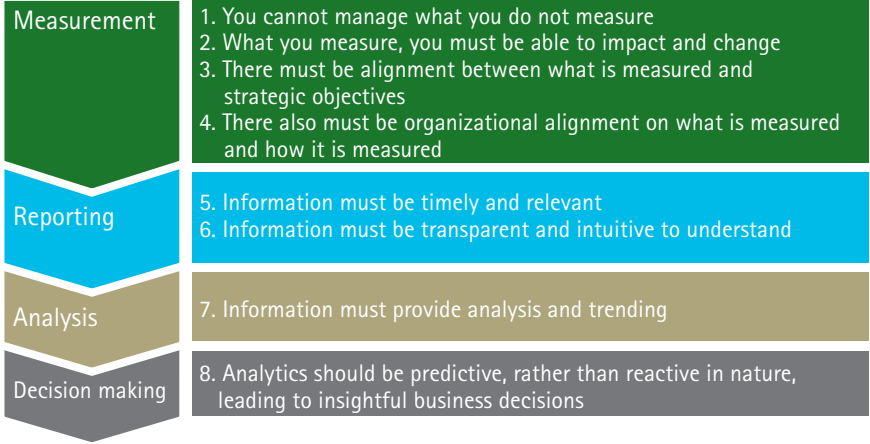 Measurement
1. You cannot manage what you do not measure
2. What you measure, you must be able to impact and change
3. There must be alignment between what is measured and
strategic objectives
4. There also must be organizational alignment on what is measured
and how it is measured
Reporting
5. Information must be timely and relevant
6. Information must be transparent and intuitive to understand
Analysis
7. Information must provide analysis and trending
Decision making
8. Analytics should be predictive, rather than reactive in nature,
leading to insightful business decisions